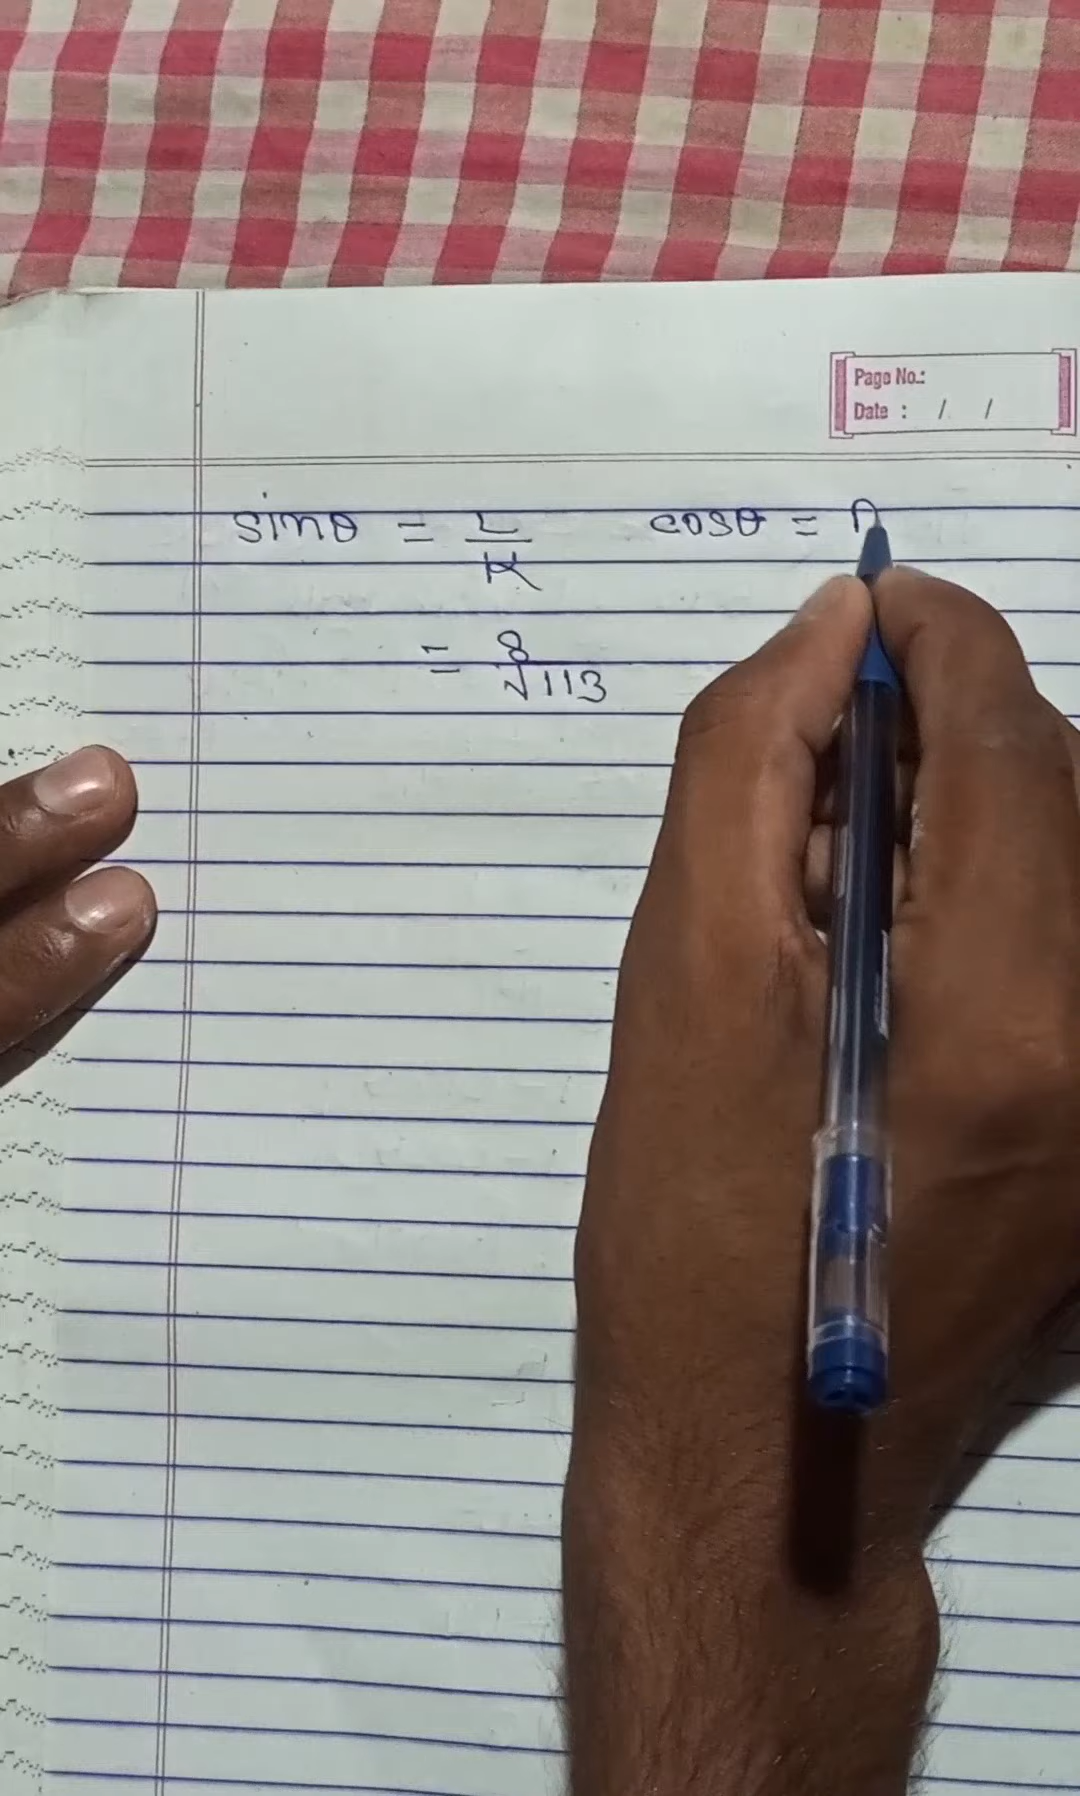 Page No.:
Date : / /
sinθ = L/K cosθ =
= 8/√113